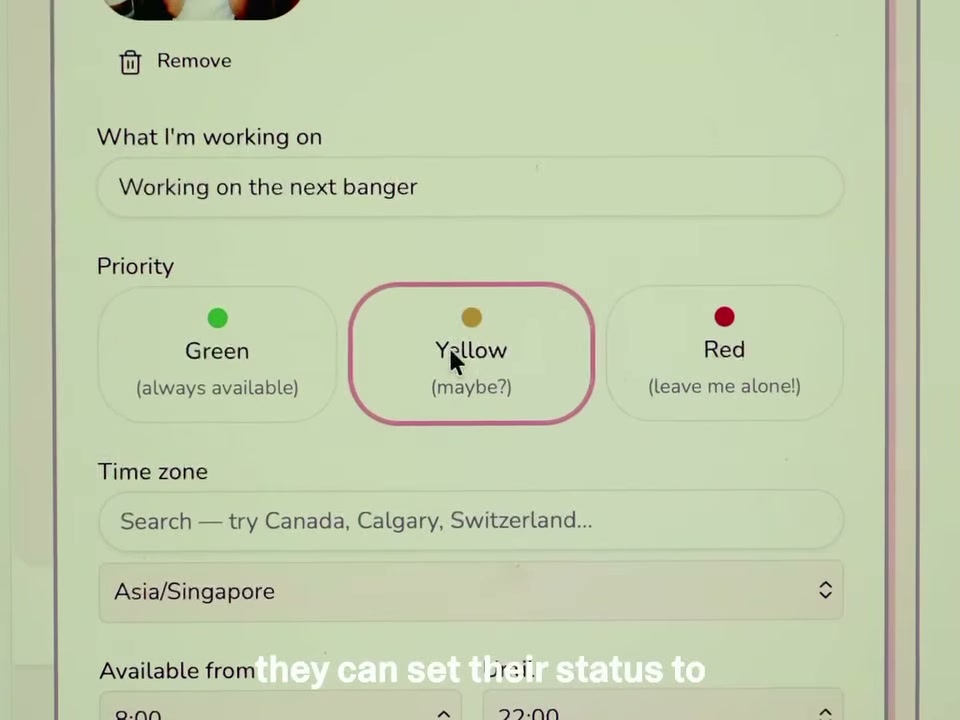 Remove
What I'm working on
Working on the next banger
Priority
Green
(always available)
Yellow
(maybe?)
Red
(leave me alone!)
Time zone
Search — try Canada, Calgary, Switzerland...
Asia/Singapore
Available from
they can set their status to
8:00
22:00